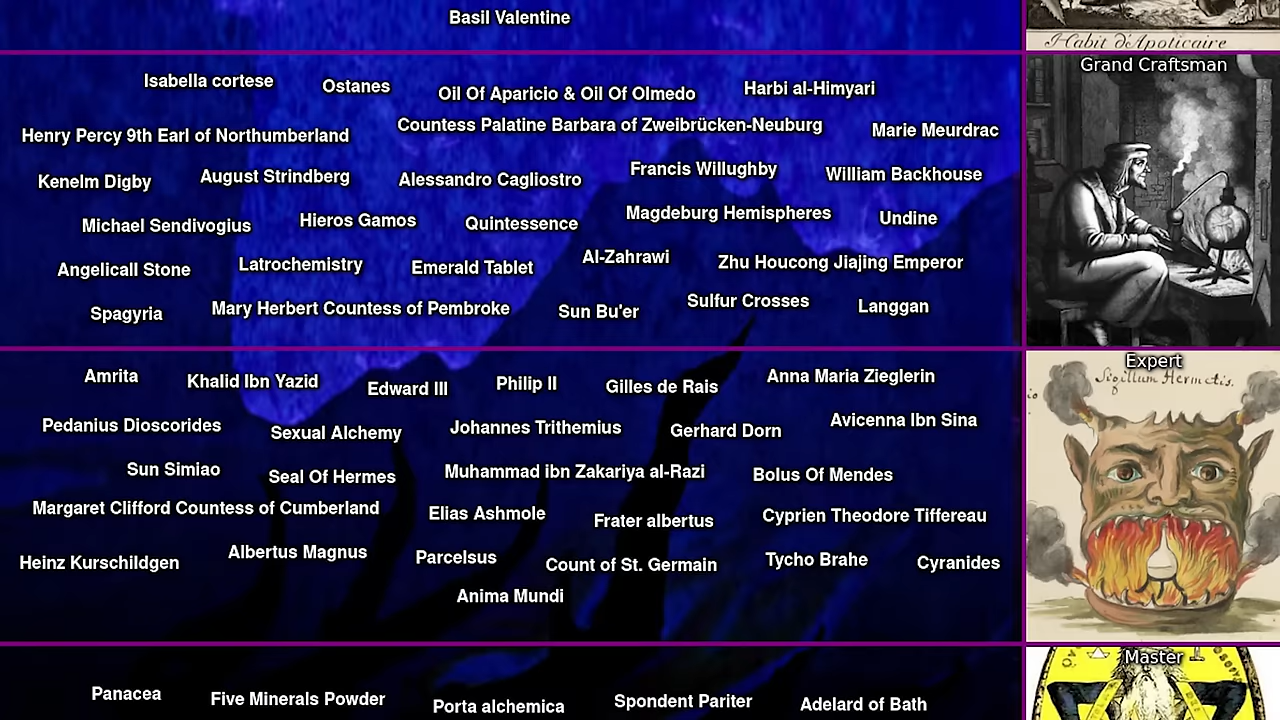 Basil Valentine
Habit d'Apoticaire
Grand Craftsman
Isabella cortese
Ostanes
Oil Of Aparicio & Oil Of Olmedo
Harbi al-Himyari
Henry Percy 9th Earl of Northumberland
Countess Palatine Barbara of Zweibrücken-Neuburg
Marie Meurdrac
Kenelm Digby
August Strindberg
Alessandro Cagliostro
Francis Willughby
William Backhouse
Michael Sendivogius
Hieros Gamos
Quintessence
Magdeburg Hemispheres
Undine
Angelicall Stone
Latrochemistry
Emerald Tablet
Al-Zahrawi
Zhu Houcong Jiajing Emperor
Spagyria
Mary Herbert Countess of Pembroke
Sun Bu'er
Sulfur Crosses
Langgan
Expert
Sigillum Hermetis.
Amrita
Khalid Ibn Yazid
Edward III
Philip II
Gilles de Rais
Anna Maria Zieglerin
Pedanius Dioscorides
Sexual Alchemy
Johannes Trithemius
Gerhard Dorn
Avicenna Ibn Sina
Sun Simiao
Seal Of Hermes
Muhammad ibn Zakariya al-Razi
Bolus Of Mendes
Margaret Clifford Countess of Cumberland
Elias Ashmole
Frater albertus
Cyprien Theodore Tiffereau
Heinz Kurschildgen
Albertus Magnus
Parcelsus
Count of St. Germain
Tycho Brahe
Cyranides
Anima Mundi
Master
Panacea
Five Minerals Powder
Porta alchemica
Spondent Pariter
Adelard of Bath